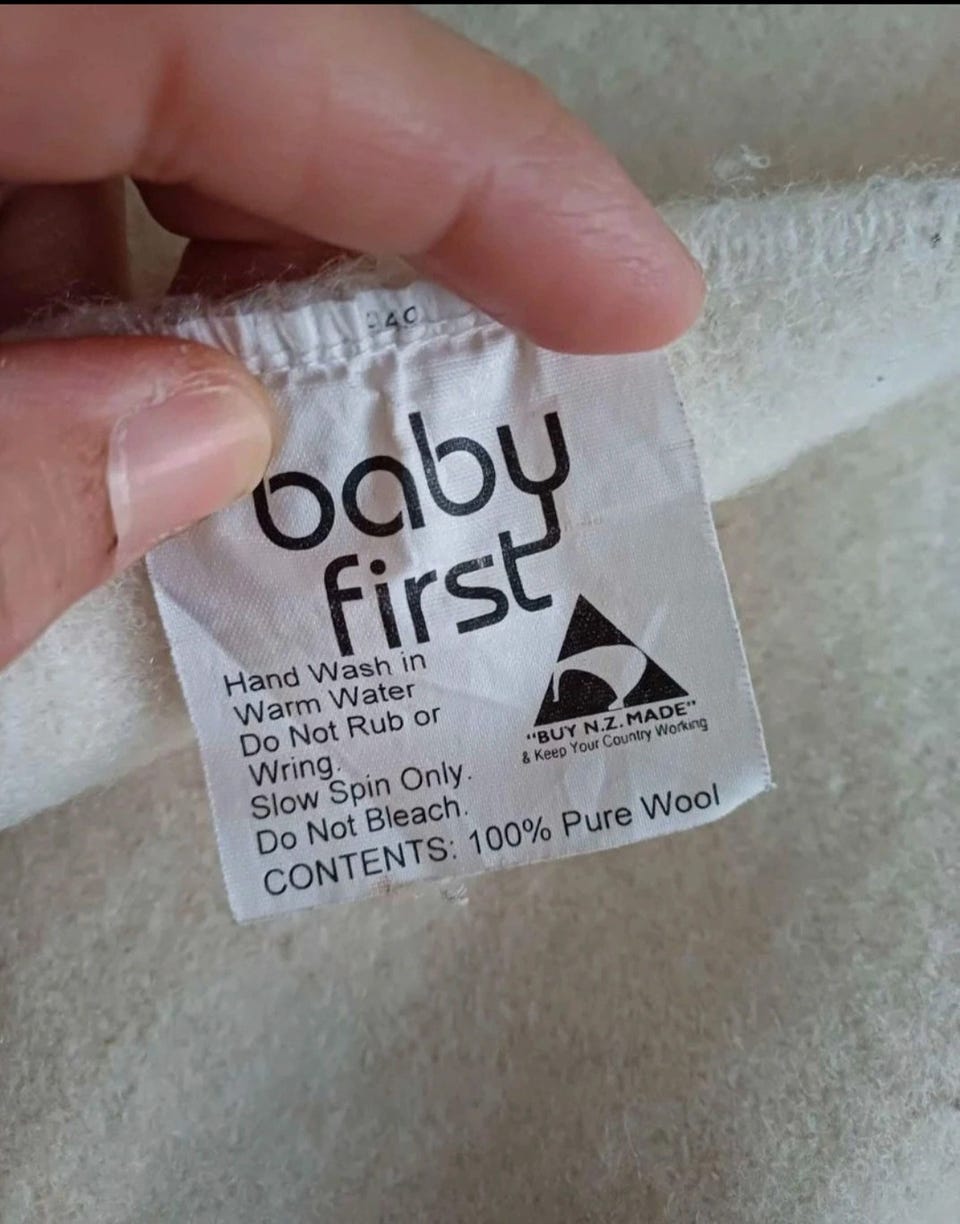 baby
first
Hand Wash in
Warm Water
Do Not Rub or
Wring.
Slow Spin Only.
Do Not Bleach.
"BUY N.Z. MADE"
& Keep Your Country Working
CONTENTS: 100% Pure Wool